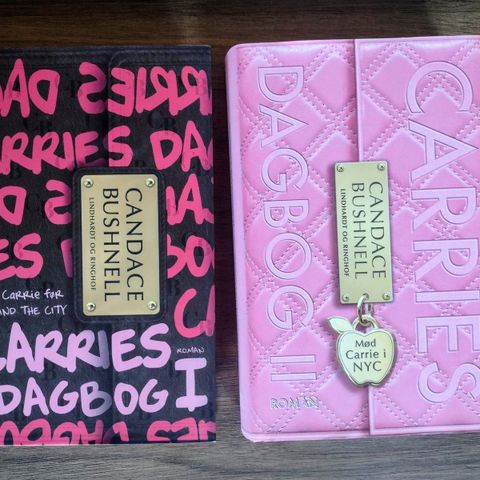 CARRIES DAGBOG
CANDACE
BUSHNELL
LINDHARDT OG RINGHOF
Carrie før
AND THE CITY
CARRIES
ROMAN
DAGBOG I
CARRIES
DAGBOG II
CANDACE
BUSHNELL
LINDHARDT OG RINGHOF
Mød
Carrie i
NYC
ROMAN